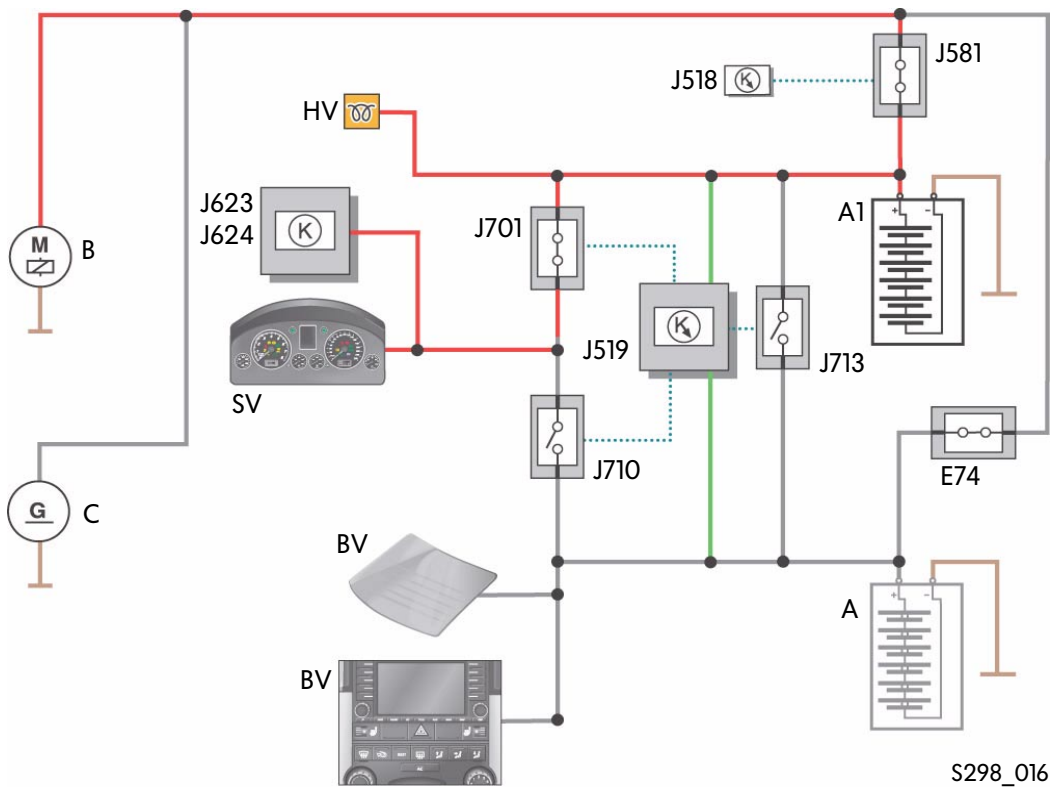 J581
J518
K
HV
J623
J624
K
J701
A1
+ -
M
B
K
J519
J713
SV
J710
E74
G
C
BV
A
+ -
BV
S298_016